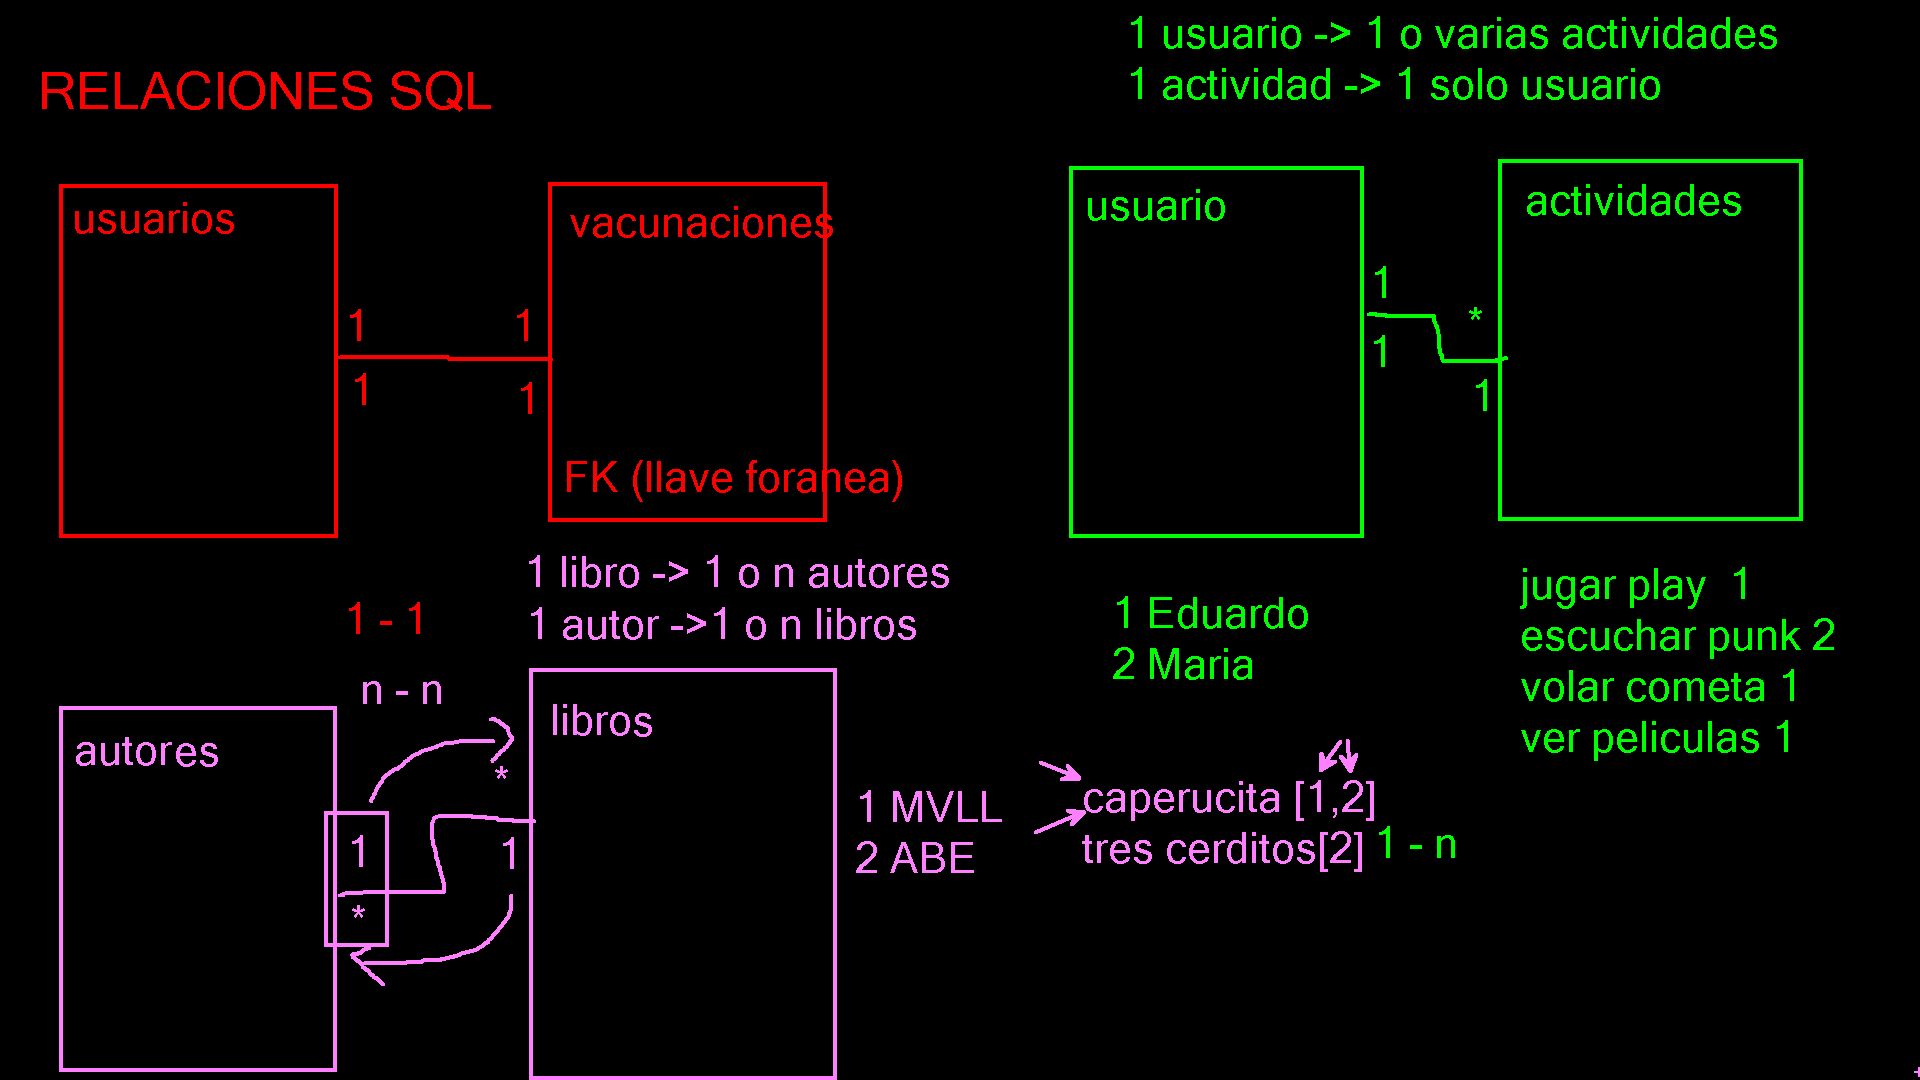 RELACIONES SQL
usuarios
vacunaciones
1
1
1
1
FK (llave foranea)
1 usuario -> 1 o varias actividades
1 actividad -> 1 solo usuario
usuario
actividades
1
*
1
1
1 Eduardo
2 Maria
jugar play 1
escuchar punk 2
volar cometa 1
ver peliculas 1
1 - 1
n - n
1 libro -> 1 o n autores
1 autor ->1 o n libros
autores
libros
*
1
1
*
1 MVLL
2 ABE
caperucita [1,2]
tres cerditos[2]
1 - n